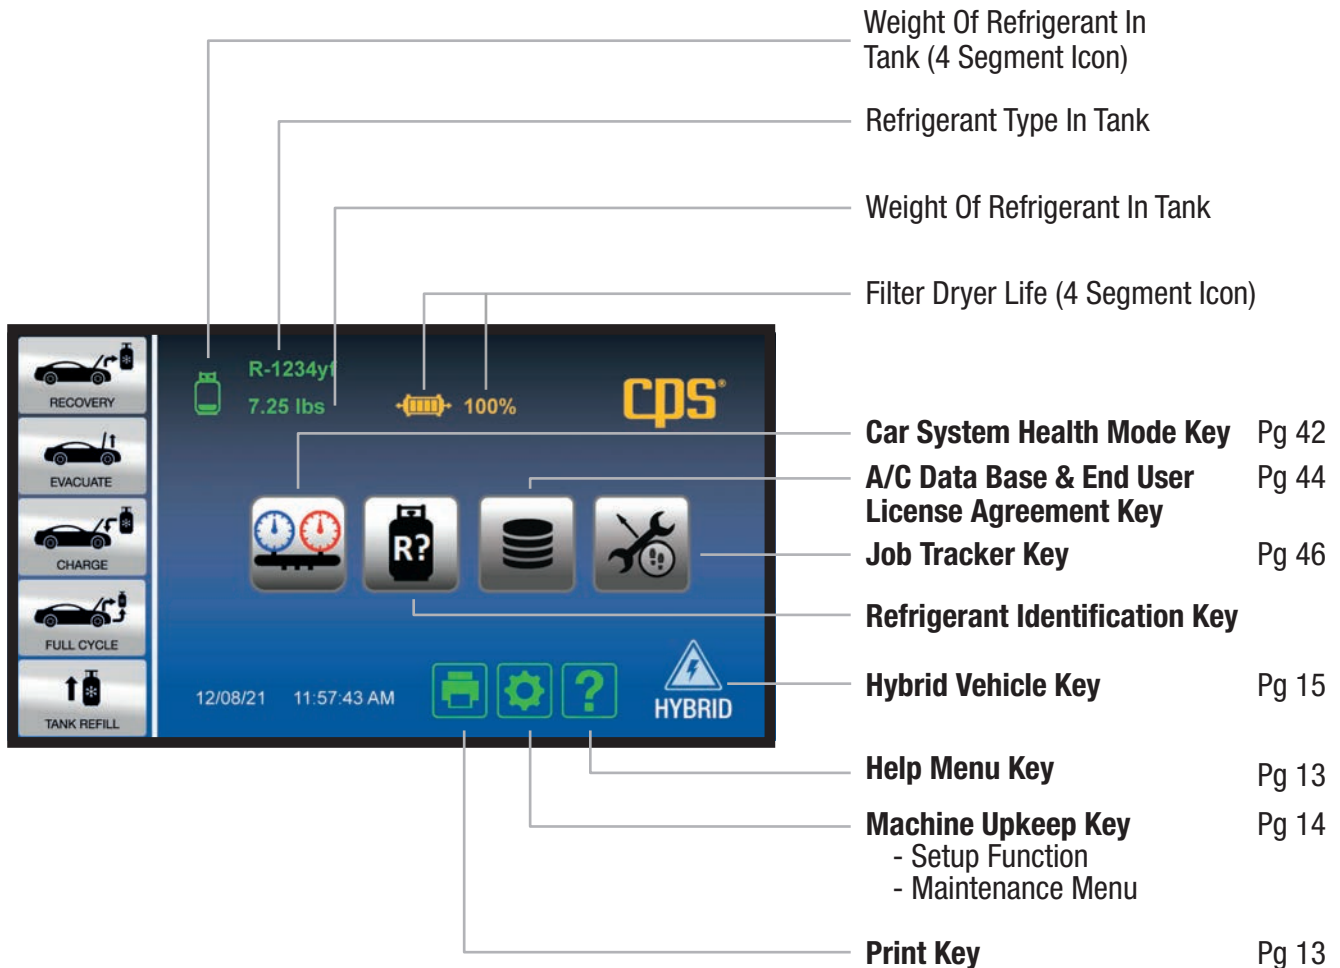 Weight Of Refrigerant In
Tank (4 Segment Icon)
Refrigerant Type In Tank
Weight Of Refrigerant In Tank
Filter Dryer Life (4 Segment Icon)
RECOVERY
EVACUATE
CHARGE
FULL CYCLE
TANK REFILL
R-1234yf
7.25 lbs
100%
cps®
R?
12/08/21 11:57:43 AM
?
HYBRID
Car System Health Mode Key Pg 42
A/C Data Base & End User Pg 44
License Agreement Key
Job Tracker Key Pg 46
Refrigerant Identification Key
Hybrid Vehicle Key Pg 15
Help Menu Key Pg 13
Machine Upkeep Key Pg 14
- Setup Function
- Maintenance Menu
Print Key Pg 13